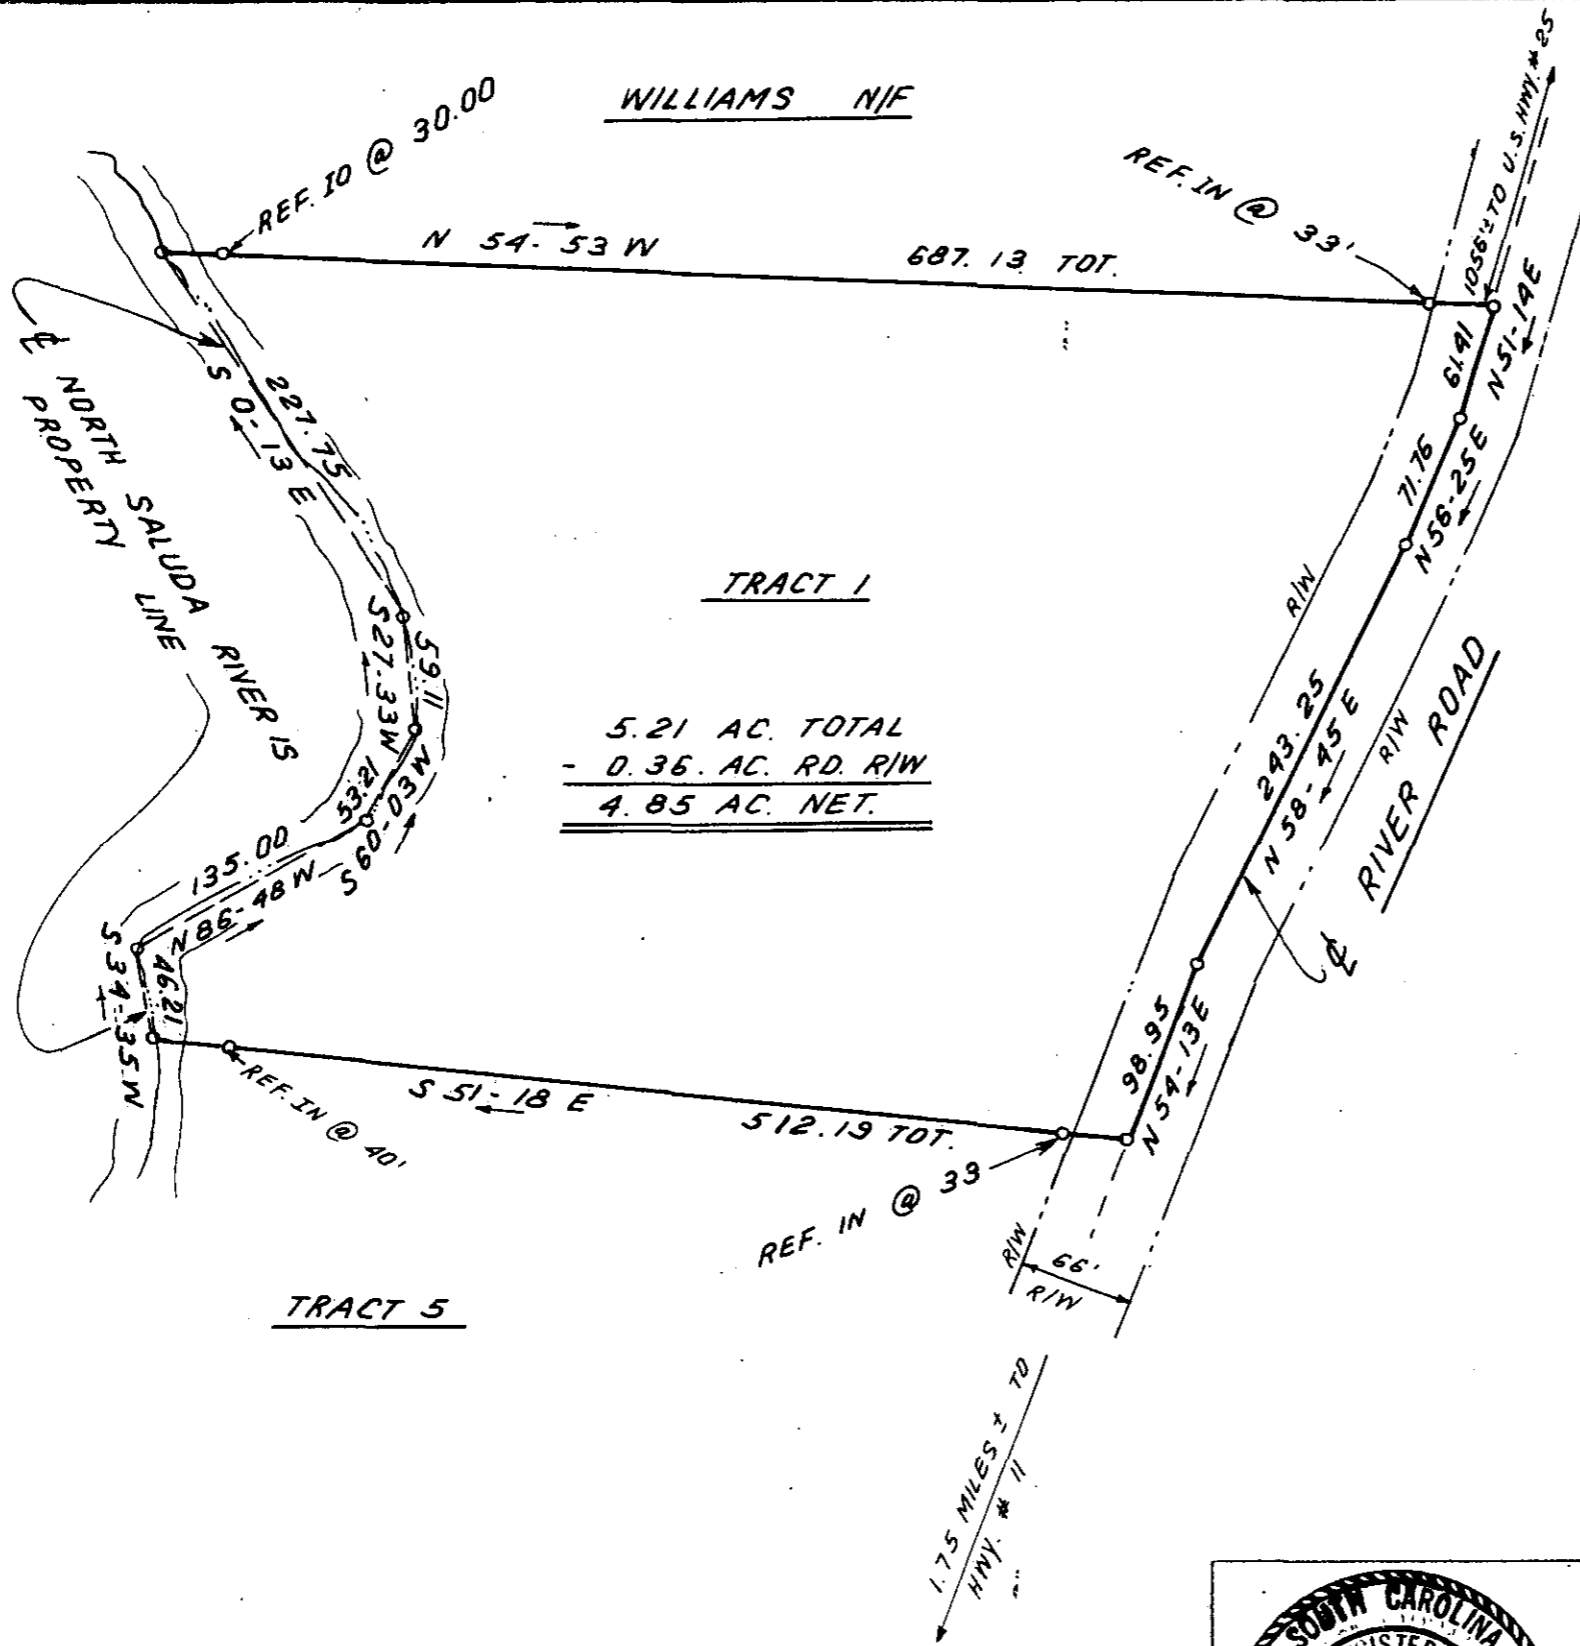 WILLIAMS N/F
REF. IO @ 30.00
REF. IN @ 33'
1056'± TO U.S. HWY. # 25
N 54-53 W
687.13 TOT.
N 51-14 E
61.41
227.75
S 0-13 E
71.76
N 56-25 E
₵ NORTH SALUDA RIVER IS
PROPERTY LINE
TRACT 1
R/W
59.11
S 27.33 W
5.21 AC. TOTAL
- 0.36. AC. RD. R/W
4.85 AC. NET.
243.25
N 58-45 E
R/W
RIVER ROAD
₵
53.21
S 60-03 W
135.00
N 86-48 W
46.21
S 34-35 W
98.95
N 54-13 E
REF. IN @ 40'
S 51-18 E
512.19 TOT.
REF. IN @ 33
R/W
66'
R/W
TRACT 5
1.75 MILES ± TO
HWY. # 11
SOUTH CAROLINA